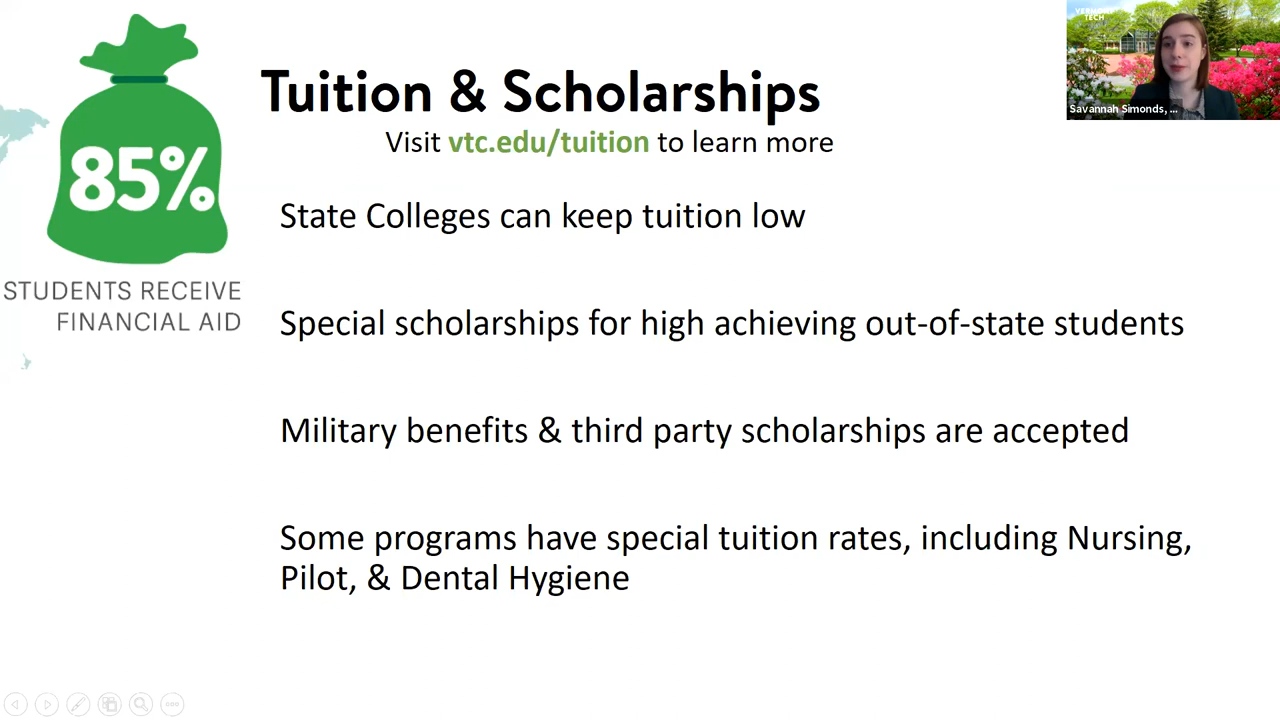 Tuition & Scholarships
Visit vtc.edu/tuition to learn more
85%
STUDENTS RECEIVE
FINANCIAL AID
State Colleges can keep tuition low
Special scholarships for high achieving out-of-state students
Military benefits & third party scholarships are accepted
Some programs have special tuition rates, including Nursing,
Pilot, & Dental Hygiene
VERMONT
TECH
Savannah Simonds, ...